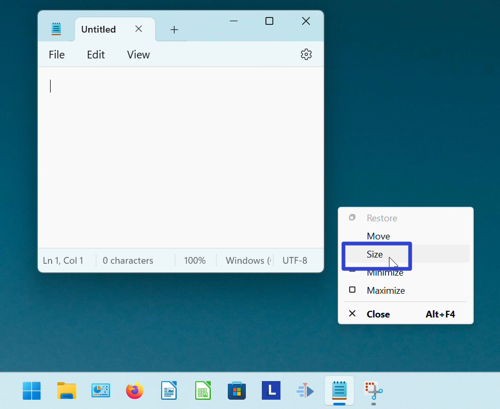 Untitled
File Edit View
Ln 1, Col 1 0 characters 100% Windows (
UTF-8
Restore
Move
Size
Minimize
Maximize
Close Alt+F4
L